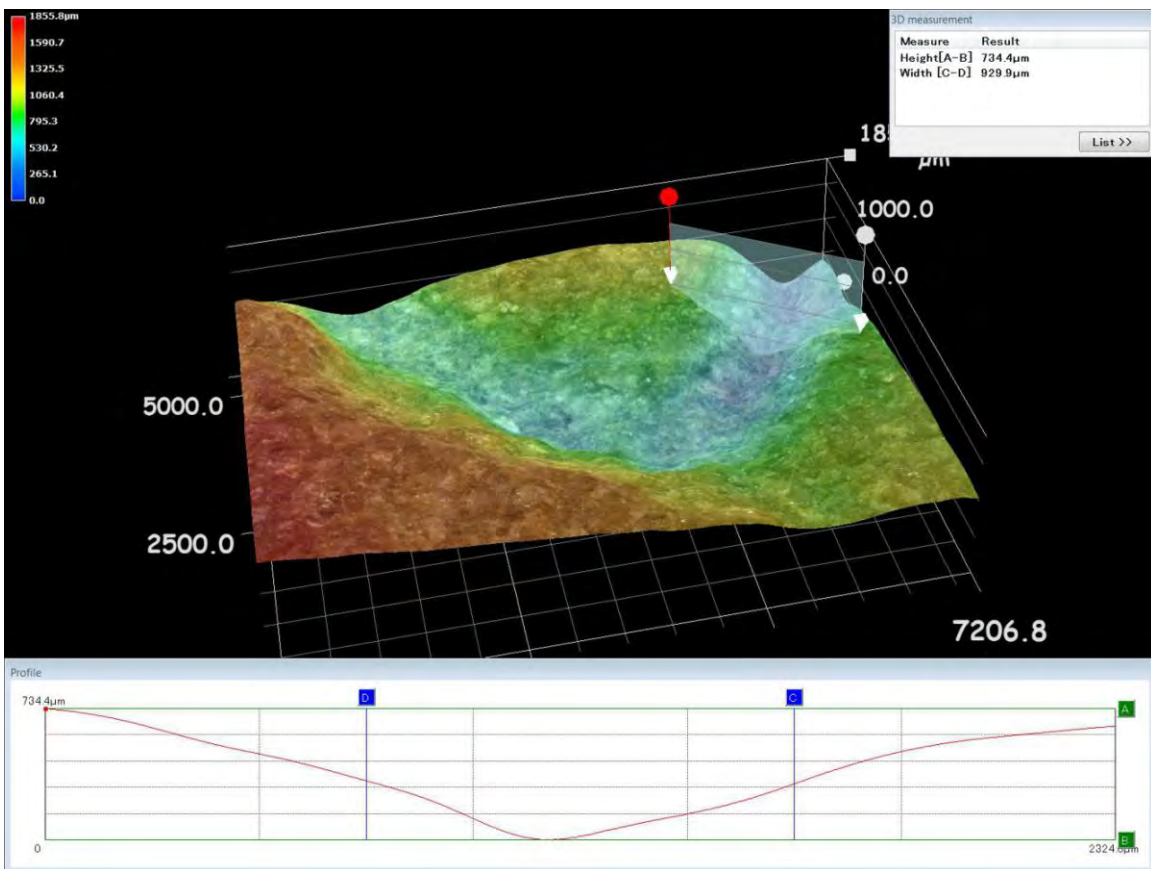 1855.8µm
1590.7
1325.5
1060.4
795.3
530.2
265.1
0.0
3D measurement
Measure Result
Height[A-B] 734.4µm
Width [C-D] 929.9µm
List >>
µm
1000.0
0.0
5000.0
2500.0
7206.8
Profile
734.4µm
D
C
A
B
0